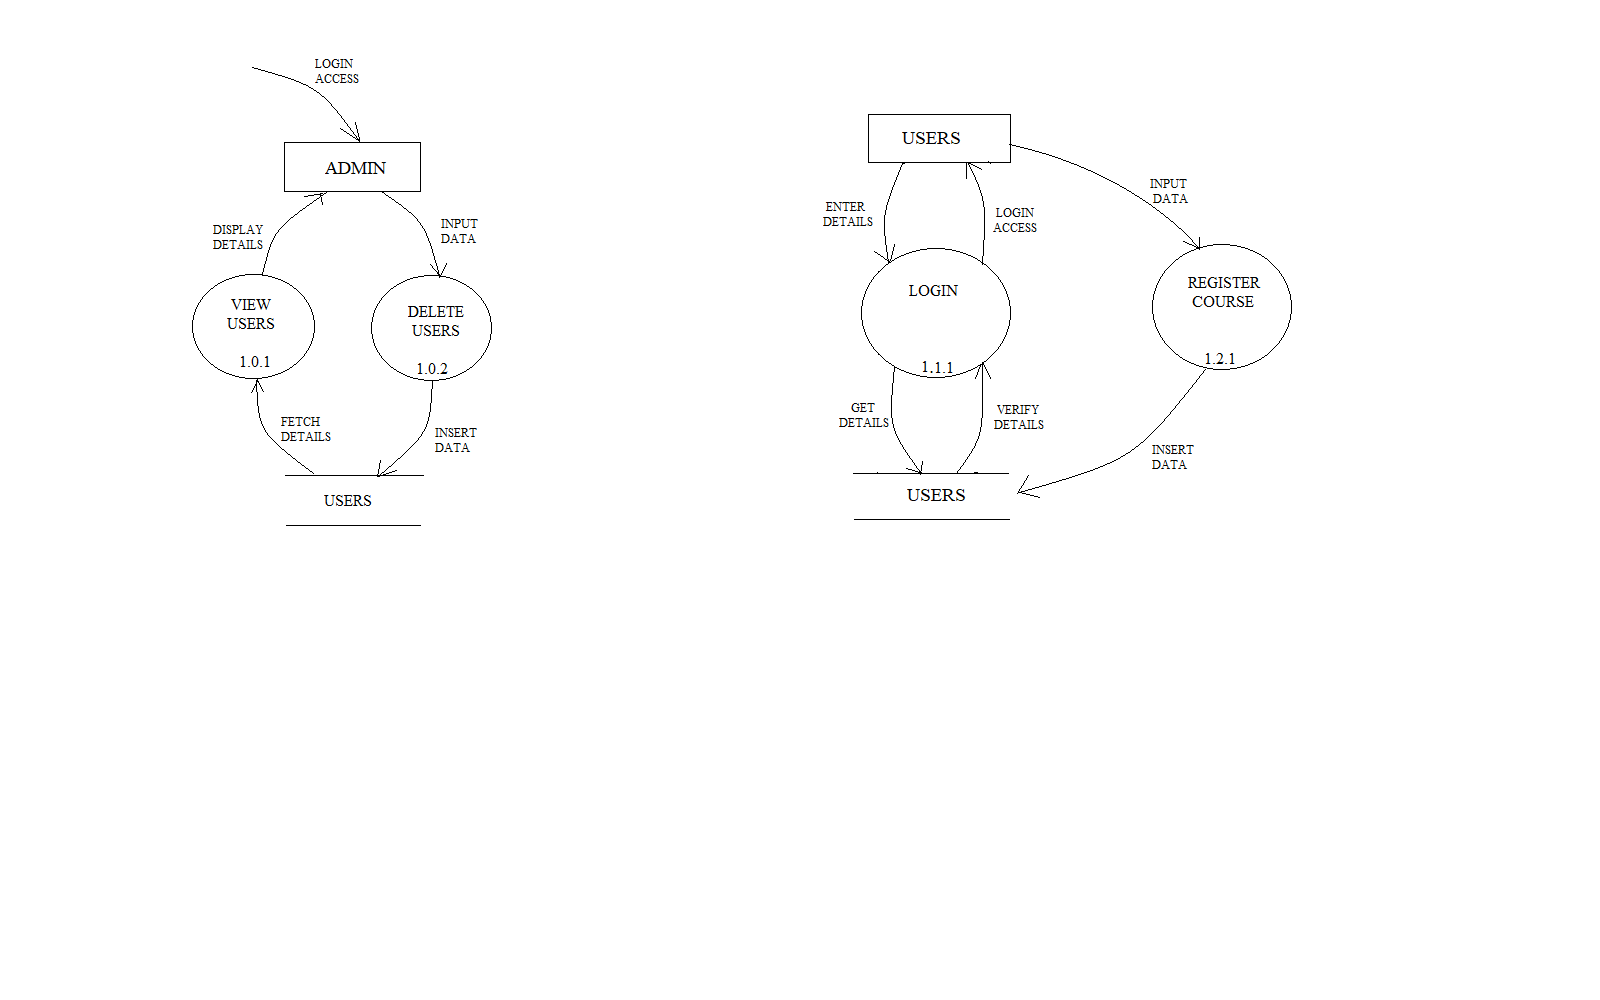 LOGIN
ACCESS
ADMIN
DISPLAY
DETAILS
INPUT
DATA
VIEW
USERS
1.0.1
DELETE
USERS
1.0.2
FETCH
DETAILS
INSERT
DATA
USERS
USERS
ENTER
DETAILS
LOGIN
ACCESS
INPUT
DATA
LOGIN
1.1.1
REGISTER
COURSE
1.2.1
GET
DETAILS
VERIFY
DETAILS
INSERT
DATA
USERS